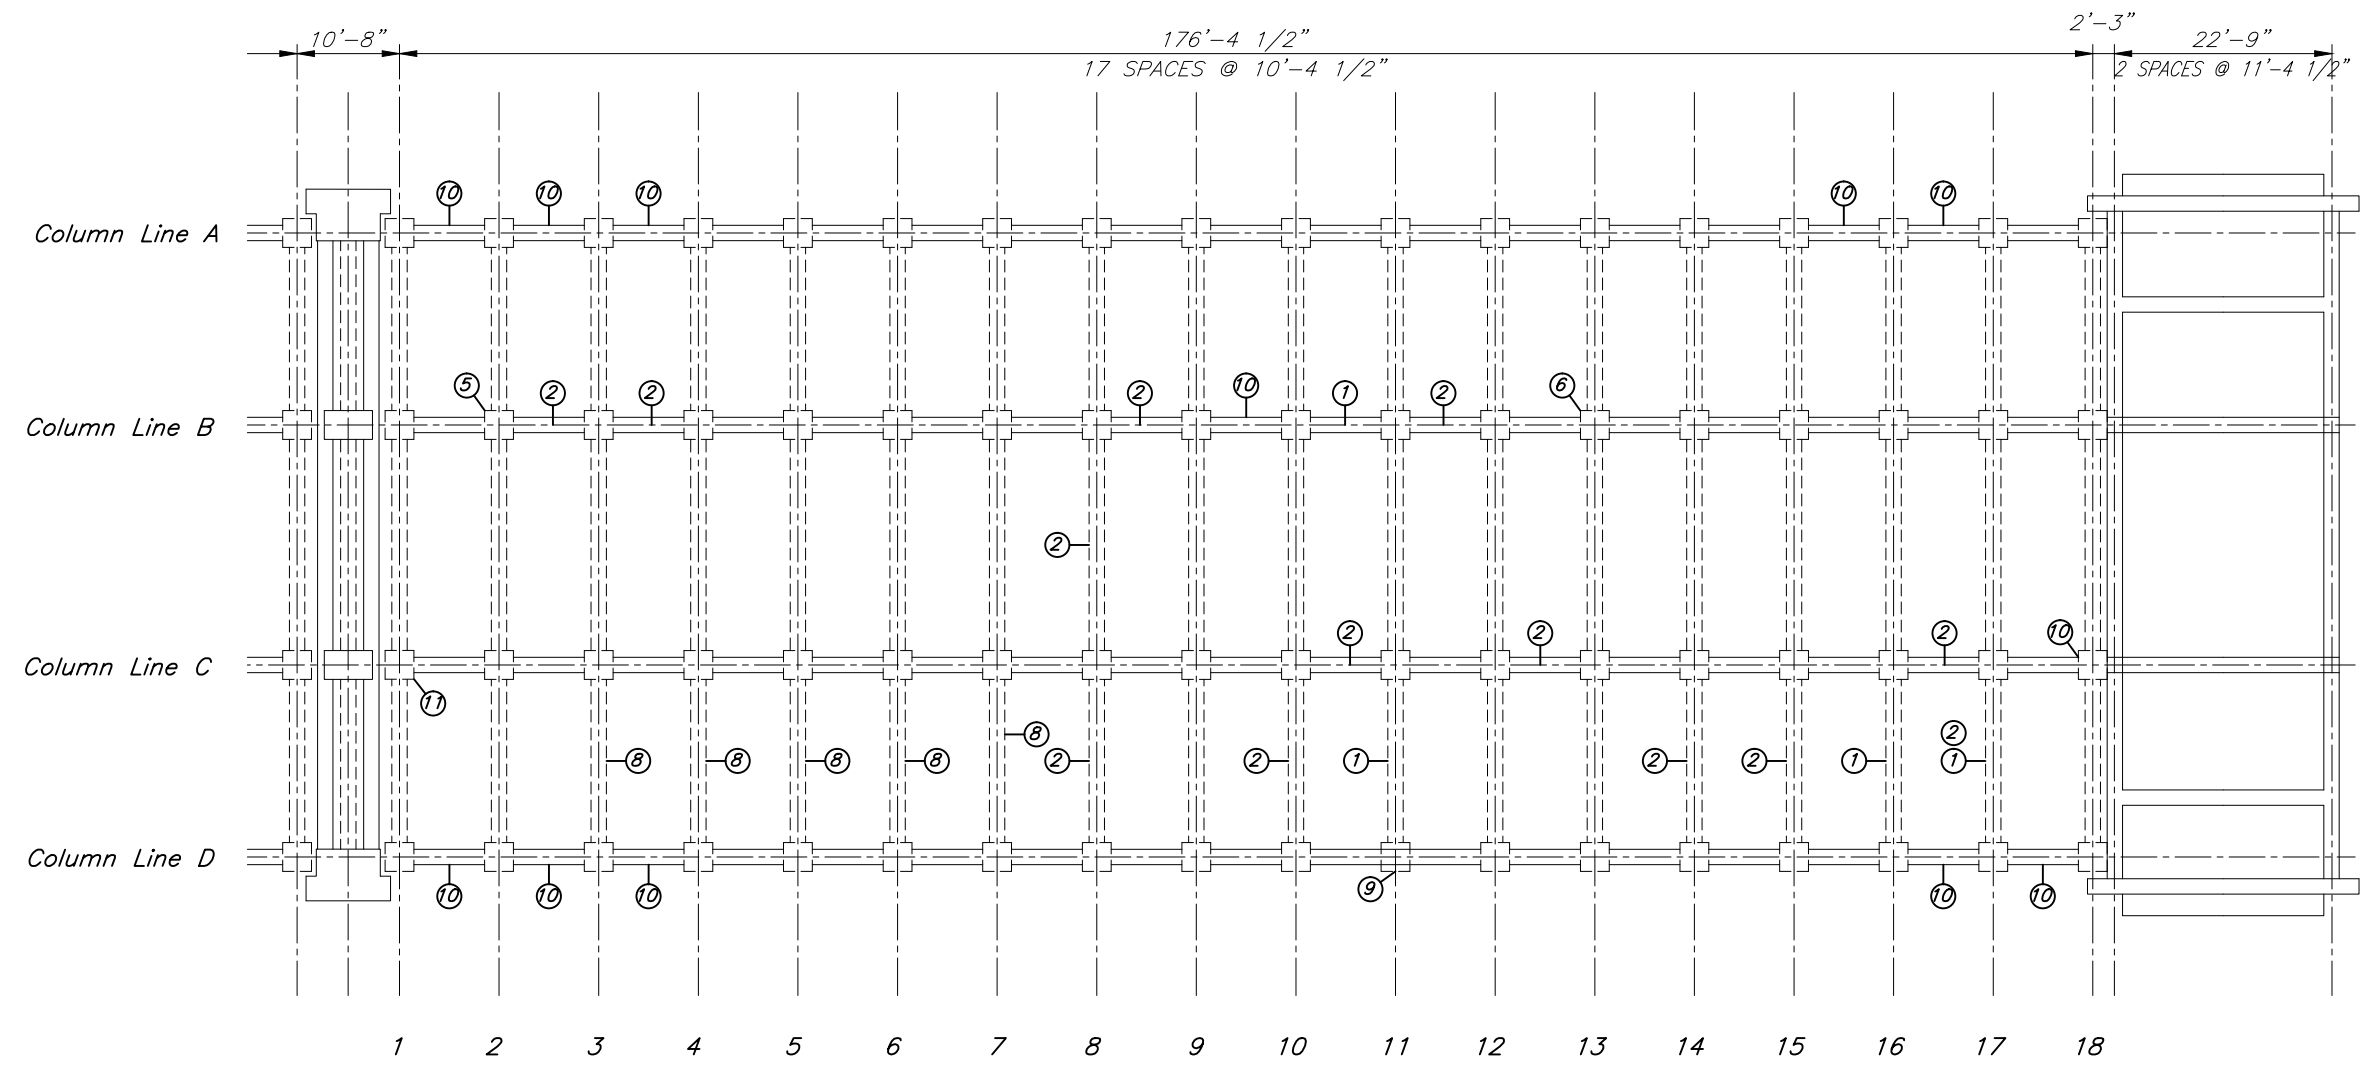 2'-3"
10'-8" 176'-4 1/2" 22'-9"
17 SPACES @ 10'-4 1/2" 2 SPACES @ 11'-4 1/2"
10 10 10 10 10
Column Line A
5 2 2 2 10 1 2 6
Column Line B
2
2 2 2 10
Column Line C
11
8 2
8 8 8 8 2 2 1 2 2 1 1
Column Line D
9
10 10 10 10 10
1 2 3 4 5 6 7 8 9 10 11 12 13 14 15 16 17 18